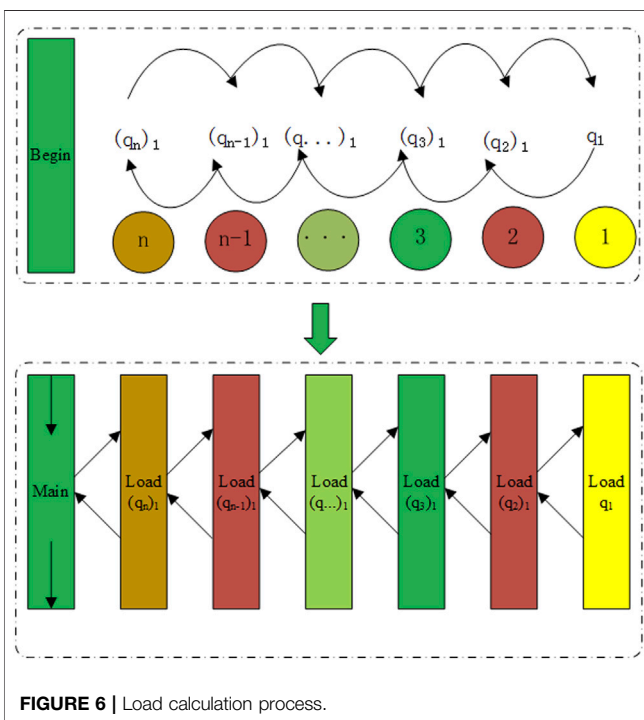 (qₙ)₁ (qₙ₋₁)₁ (q...)₁ (q₃)₁ (q₂)₁ q₁
Begin
n n-1 ... 3 2 1
Main
Load (qₙ)₁
Load (qₙ₋₁)₁
Load (q...)₁
Load (q₃)₁
Load (q₂)₁
Load q₁
FIGURE 6 | Load calculation process.